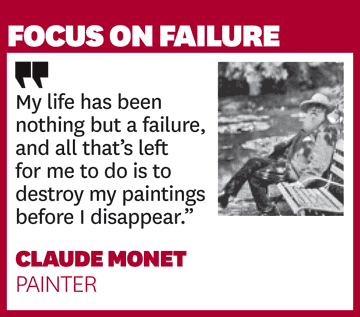 FOCUS ON FAILURE
"
My life has been
nothing but a failure,
and all that’s left
for me to do is to
destroy my paintings
before I disappear.”
CLAUDE MONET
PAINTER